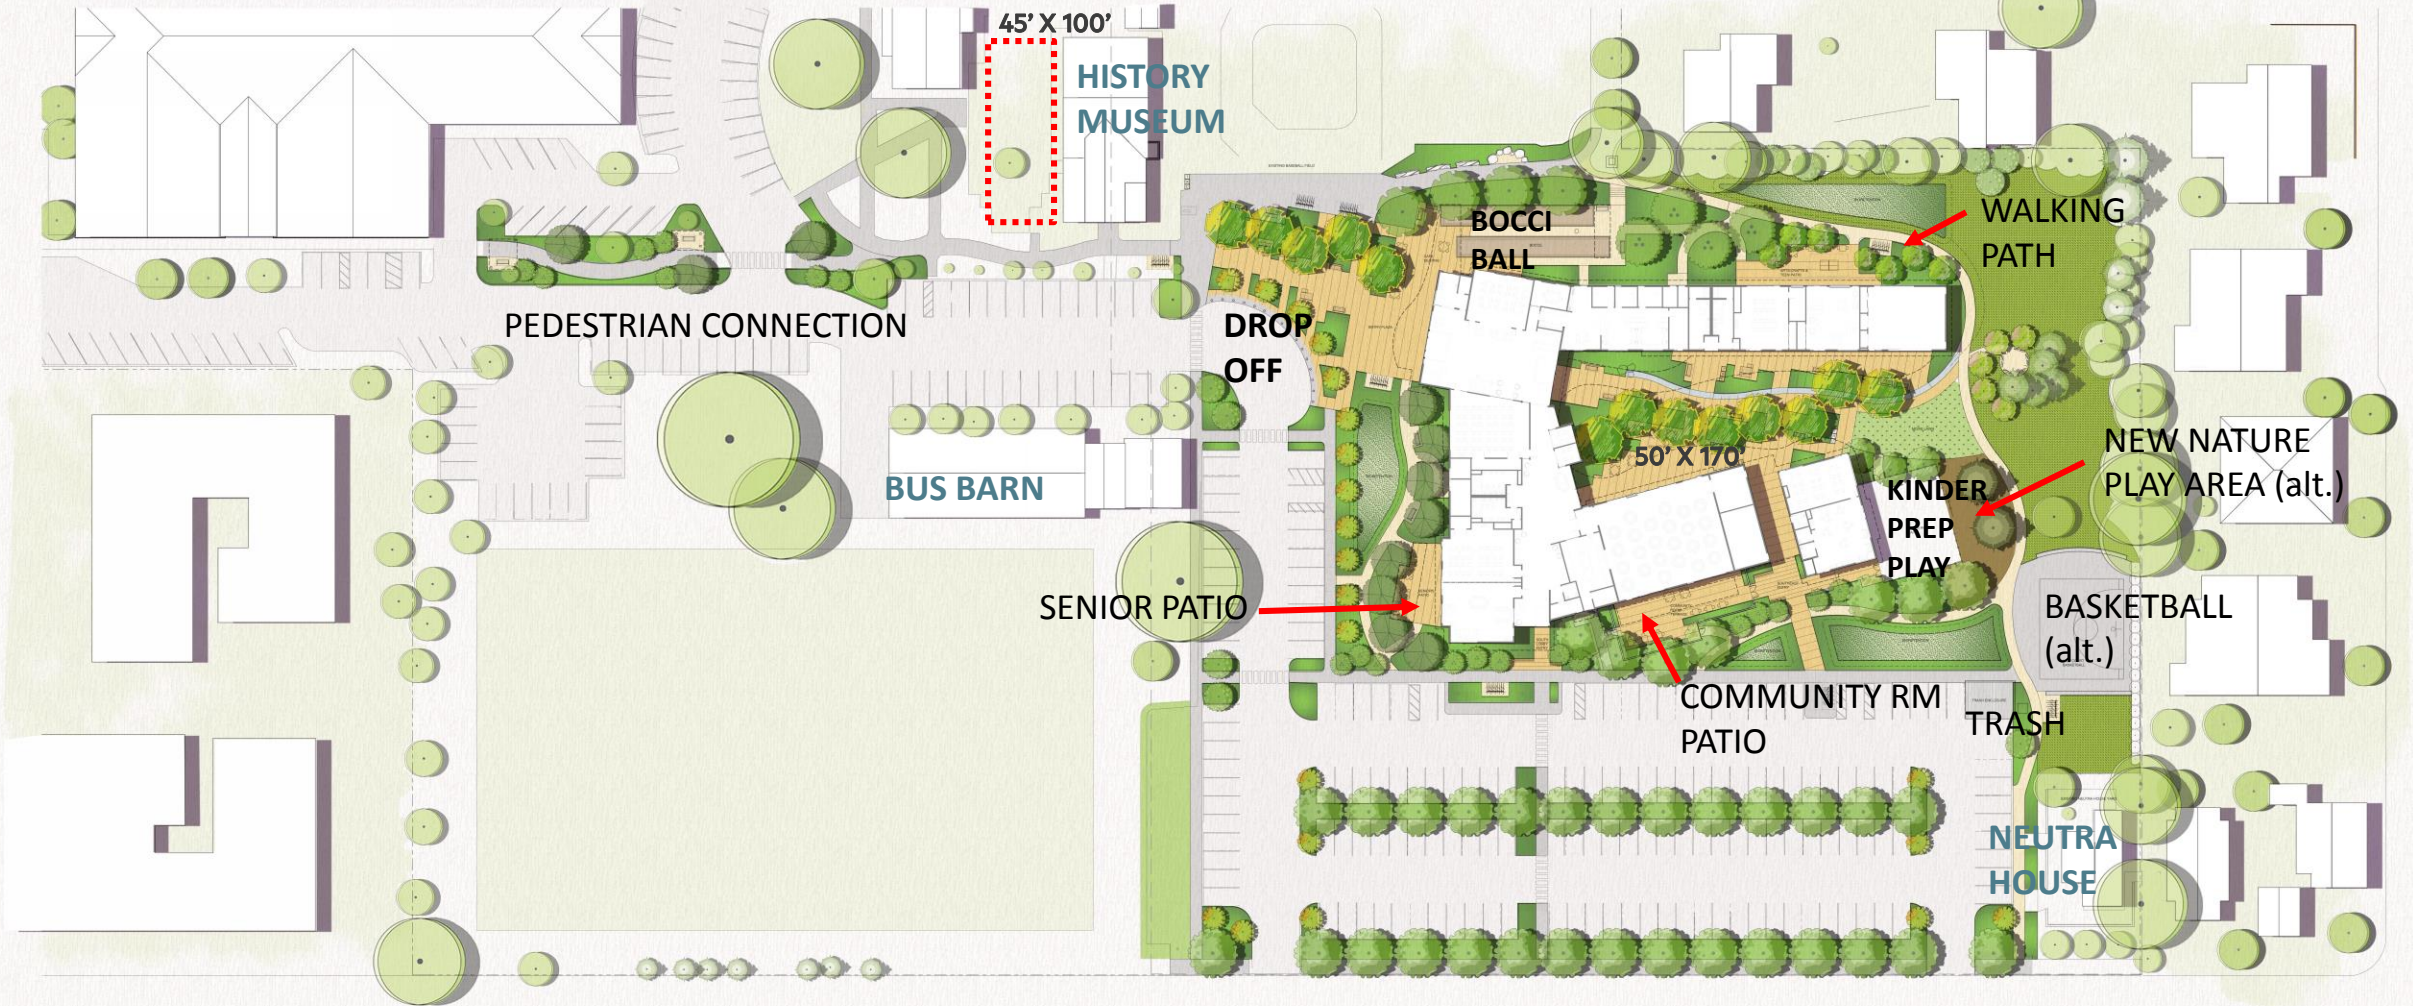 45' X 100'
HISTORY
MUSEUM
BOCCI
BALL
WALKING
PATH
PEDESTRIAN CONNECTION
DROP
OFF
50' X 170'
NEW NATURE
PLAY AREA (alt.)
BUS BARN
KINDER
PREP
PLAY
SENIOR PATIO
BASKETBALL
(alt.)
COMMUNITY RM
PATIO
TRASH
NEUTRA
HOUSE